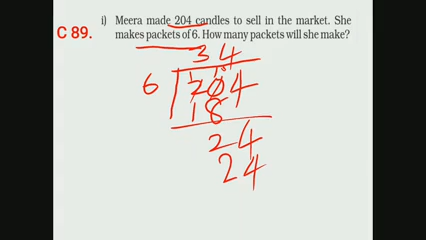 i) Meera made 204 candles to sell in the market. She
C 89. makes packets of 6. How many packets will she make?
34
6 204
18
24
24